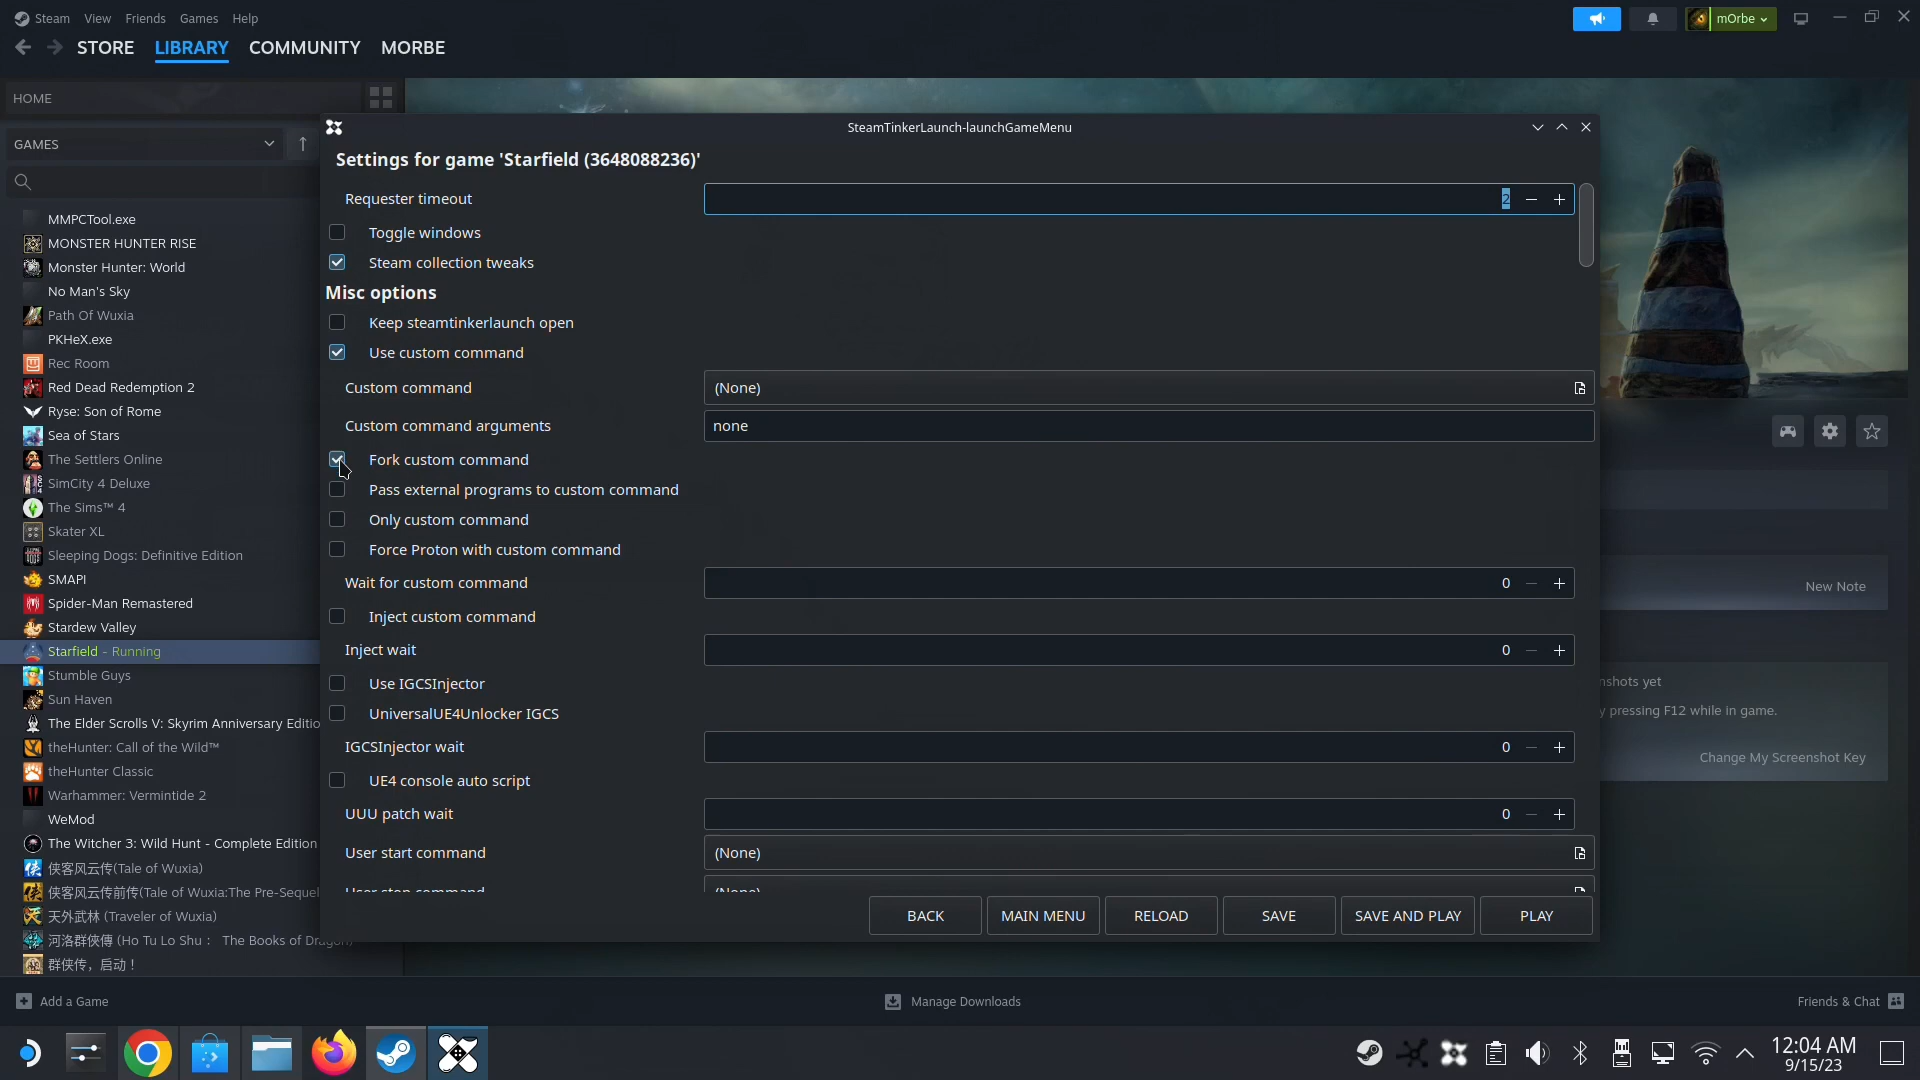 Steam View Friends Games Help
mOrbe
STORE LIBRARY COMMUNITY MORBE
HOME
GAMES
MMPCTool.exe
MONSTER HUNTER RISE
Monster Hunter: World
No Man's Sky
Path Of Wuxia
PKHeX.exe
Rec Room
Red Dead Redemption 2
Ryse: Son of Rome
Sea of Stars
The Settlers Online
SimCity 4 Deluxe
The Sims™ 4
Skater XL
Sleeping Dogs: Definitive Edition
SMAPI
Spider-Man Remastered
Stardew Valley
Starfield - Running
Stumble Guys
Sun Haven
The Elder Scrolls V: Skyrim Anniversary Editio
theHunter: Call of the Wild™
theHunter Classic
Warhammer: Vermintide 2
WeMod
The Witcher 3: Wild Hunt - Complete Edition
侠客风云传(Tale of Wuxia)
侠客风云传前传(Tale of Wuxia:The Pre-Sequel
天外武林 (Traveler of Wuxia)
河洛群俠傳 (Ho Tu Lo Shu： The Books of Dragon)
群侠传，启动！
SteamTinkerLaunch-launchGameMenu
Settings for game 'Starfield (3648088236)'
Requester timeout 2
Toggle windows
Steam collection tweaks
Misc options
Keep steamtinkerlaunch open
Use custom command
Custom command (None)
Custom command arguments none
Fork custom command
Pass external programs to custom command
Only custom command
Force Proton with custom command
Wait for custom command 0
Inject custom command
Inject wait 0
Use IGCSInjector
UniversalUE4Unlocker IGCS
IGCSInjector wait 0
UE4 console auto script
UUU patch wait 0
User start command (None)
User stop command (None)
BACK MAIN MENU RELOAD SAVE SAVE AND PLAY PLAY
New Note
nshots yet
y pressing F12 while in game.
Change My Screenshot Key
Add a Game Manage Downloads Friends & Chat
12:04 AM
9/15/23